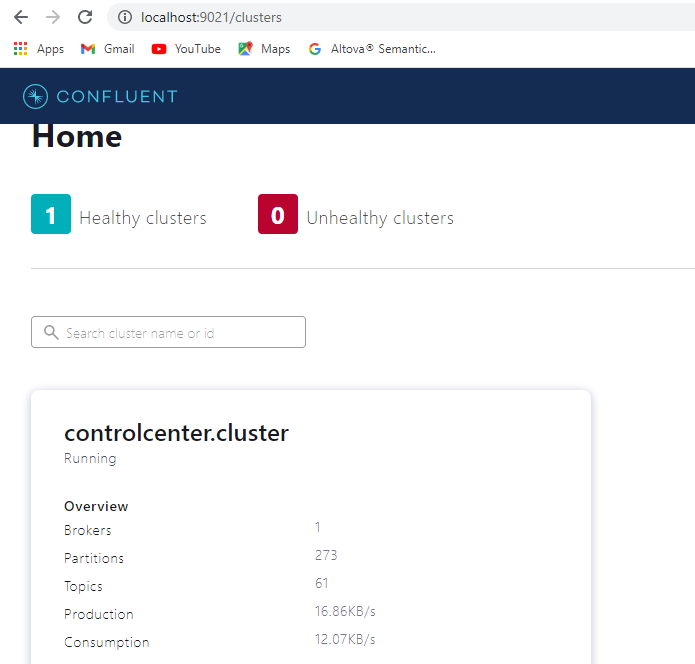 localhost:9021/clusters
Apps Gmail YouTube Maps Altova® Semantic...
CONFLUENT
Home
1 Healthy clusters 0 Unhealthy clusters
Search cluster name or id
controlcenter.cluster
Running
Overview
Brokers 1
Partitions 273
Topics 61
Production 16.86KB/s
Consumption 12.07KB/s